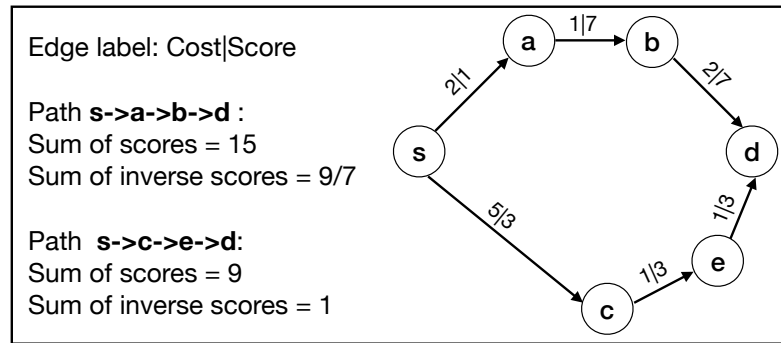 Edge label: Cost|Score
Path s->a->b->d :
Sum of scores = 15
Sum of inverse scores = 9/7
Path s->c->e->d:
Sum of scores = 9
Sum of inverse scores = 1
a
1|7
b
2|1
2|7
s
d
5|3
1|3
e
1|3
c